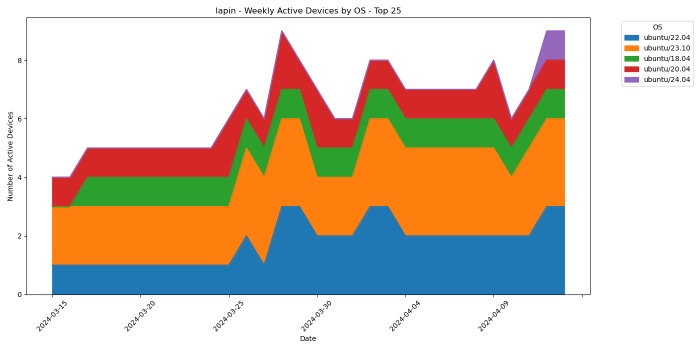 lapin - Weekly Active Devices by OS - Top 25
Number of Active Devices
8
6
4
2
0
2024-03-15
2024-03-20
2024-03-25
2024-03-30
2024-04-04
2024-04-09
Date
OS
ubuntu/22.04
ubuntu/23.10
ubuntu/18.04
ubuntu/20.04
ubuntu/24.04